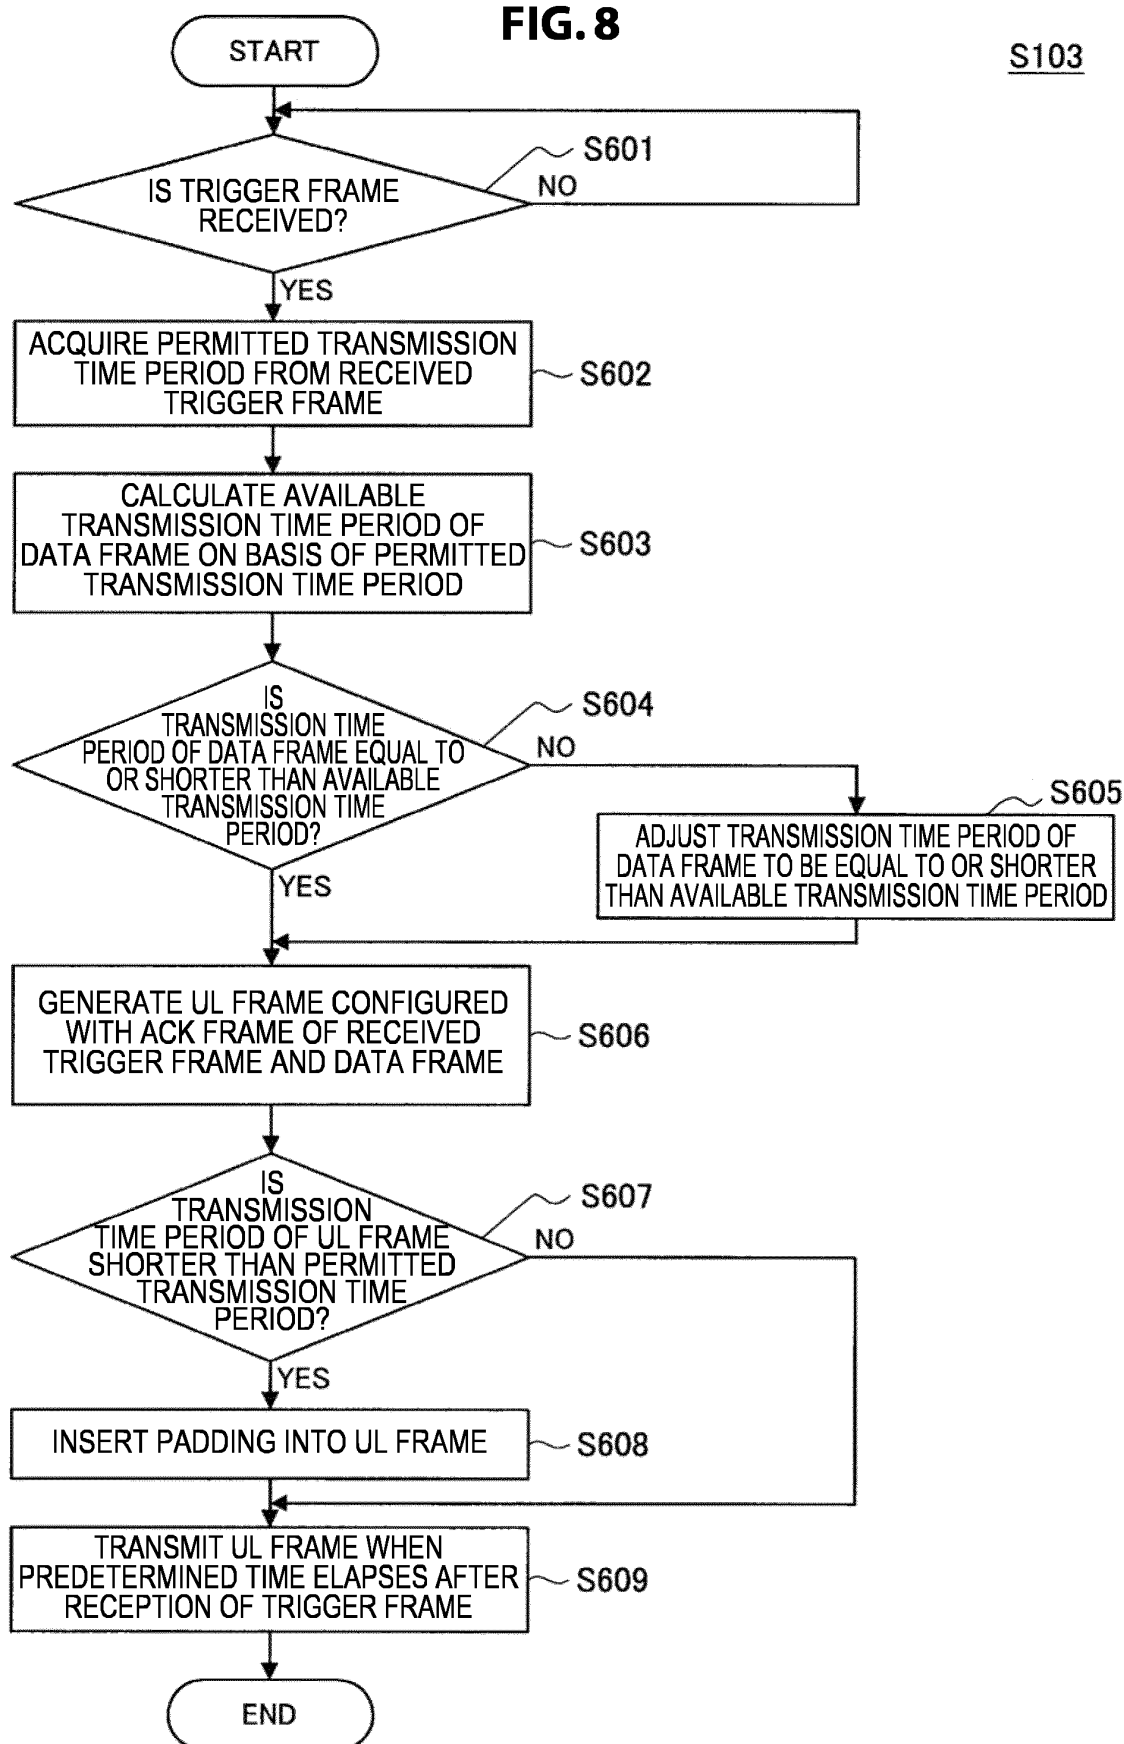 FIG. 8
START
S103
S601
IS TRIGGER FRAME
RECEIVED?
NO
YES
ACQUIRE PERMITTED TRANSMISSION
TIME PERIOD FROM RECEIVED
TRIGGER FRAME
S602
CALCULATE AVAILABLE
TRANSMISSION TIME PERIOD OF
DATA FRAME ON BASIS OF PERMITTED
TRANSMISSION TIME PERIOD
S603
S604
IS
TRANSMISSION TIME
PERIOD OF DATA FRAME EQUAL TO
OR SHORTER THAN AVAILABLE
TRANSMISSION TIME
PERIOD?
NO
YES
S605
ADJUST TRANSMISSION TIME PERIOD OF
DATA FRAME TO BE EQUAL TO OR SHORTER
THAN AVAILABLE TRANSMISSION TIME PERIOD
GENERATE UL FRAME CONFIGURED
WITH ACK FRAME OF RECEIVED
TRIGGER FRAME AND DATA FRAME
S606
S607
IS
TRANSMISSION
TIME PERIOD OF UL FRAME
SHORTER THAN PERMITTED
TRANSMISSION TIME
PERIOD?
NO
YES
INSERT PADDING INTO UL FRAME
S608
TRANSMIT UL FRAME WHEN
PREDETERMINED TIME ELAPSES AFTER
RECEPTION OF TRIGGER FRAME
S609
END